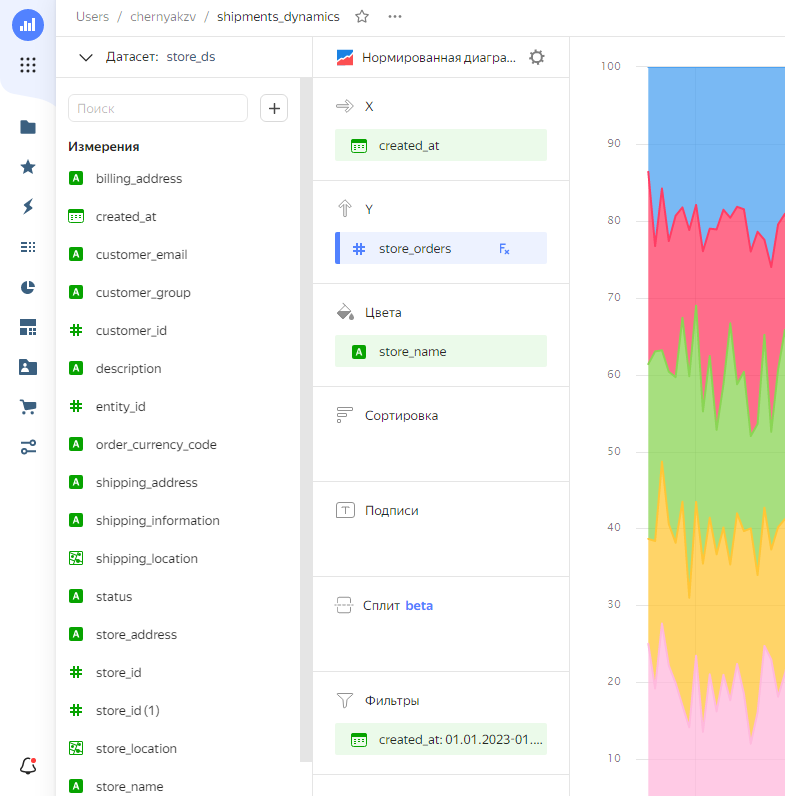 Users / chernyakzv / shipments_dynamics
Датасет: store_ds
Поиск
Измерения
A billing_address
created_at
A customer_email
A customer_group
# customer_id
A description
# entity_id
A order_currency_code
A shipping_address
A shipping_information
shipping_location
A status
A store_address
# store_id
# store_id (1)
store_location
A store_name
Нормированная диагра...
X
created_at
Y
# store_orders Fx
Цвета
A store_name
Сортировка
T Подписи
Сплит beta
Фильтры
created_at: 01.01.2023-01....
100
90
80
70
60
50
40
30
20
10